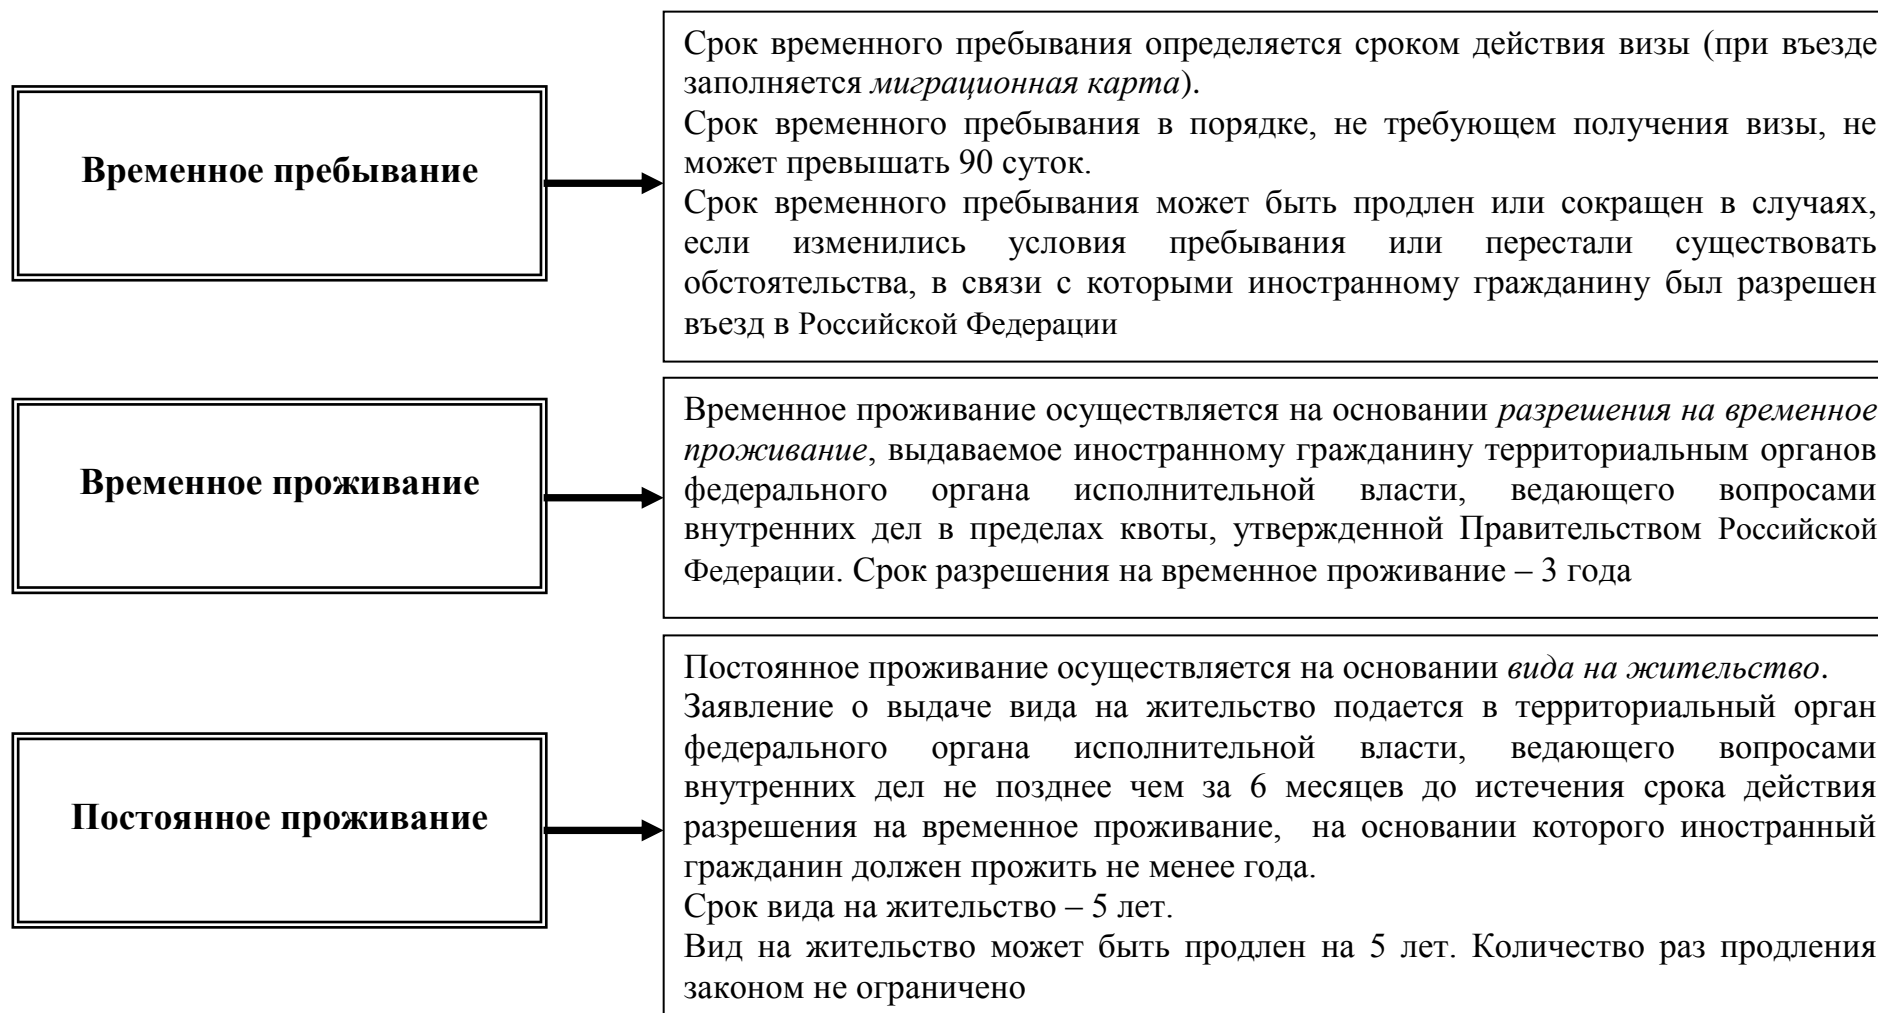 Временное пребывание
Срок временного пребывания определяется сроком действия визы (при въезде
заполняется миграционная карта).
Срок временного пребывания в порядке, не требующем получения визы, не
может превышать 90 суток.
Срок временного пребывания может быть продлен или сокращен в случаях,
если изменились условия пребывания или перестали существовать
обстоятельства, в связи с которыми иностранному гражданину был разрешен
въезд в Российской Федерации
Временное проживание
Временное проживание осуществляется на основании разрешения на временное
проживание, выдаваемое иностранному гражданину территориальным органов
федерального органа исполнительной власти, ведающего вопросами
внутренних дел в пределах квоты, утвержденной Правительством Российской
Федерации. Срок разрешения на временное проживание – 3 года
Постоянное проживание
Постоянное проживание осуществляется на основании вида на жительство.
Заявление о выдаче вида на жительство подается в территориальный орган
федерального органа исполнительной власти, ведающего вопросами
внутренних дел не позднее чем за 6 месяцев до истечения срока действия
разрешения на временное проживание, на основании которого иностранный
гражданин должен прожить не менее года.
Срок вида на жительство – 5 лет.
Вид на жительство может быть продлен на 5 лет. Количество раз продления
законом не ограничено